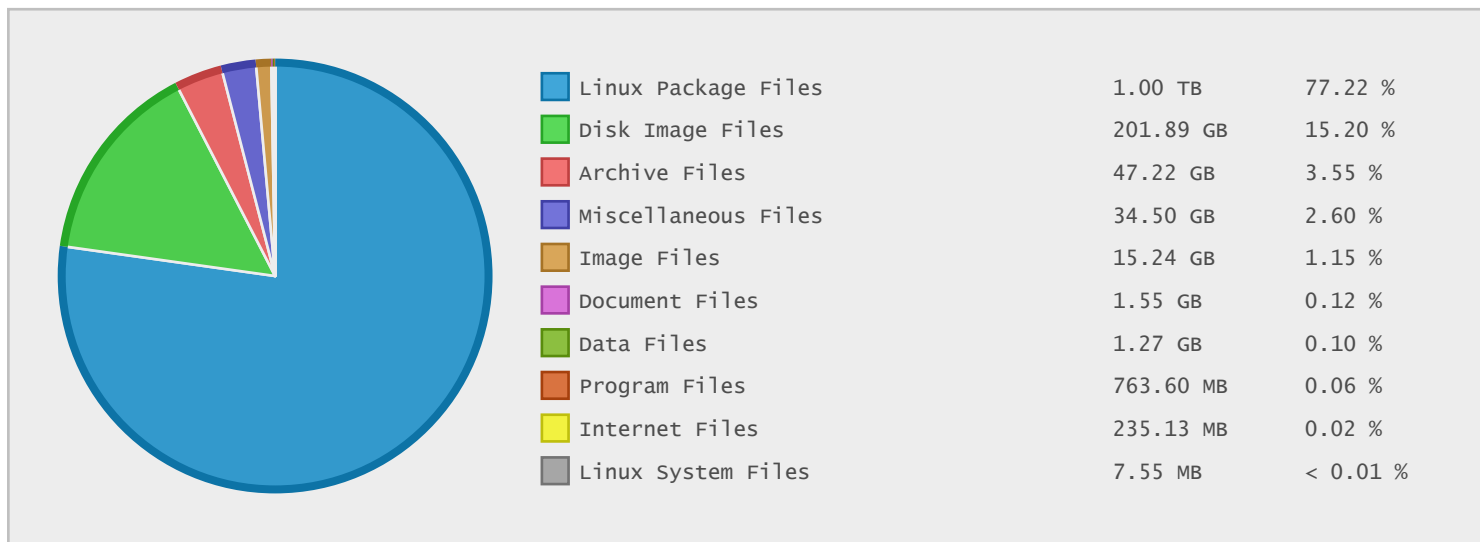 Linux Package Files 1.00 TB 77.22 %
Disk Image Files 201.89 GB 15.20 %
Archive Files 47.22 GB 3.55 %
Miscellaneous Files 34.50 GB 2.60 %
Image Files 15.24 GB 1.15 %
Document Files 1.55 GB 0.12 %
Data Files 1.27 GB 0.10 %
Program Files 763.60 MB 0.06 %
Internet Files 235.13 MB 0.02 %
Linux System Files 7.55 MB < 0.01 %